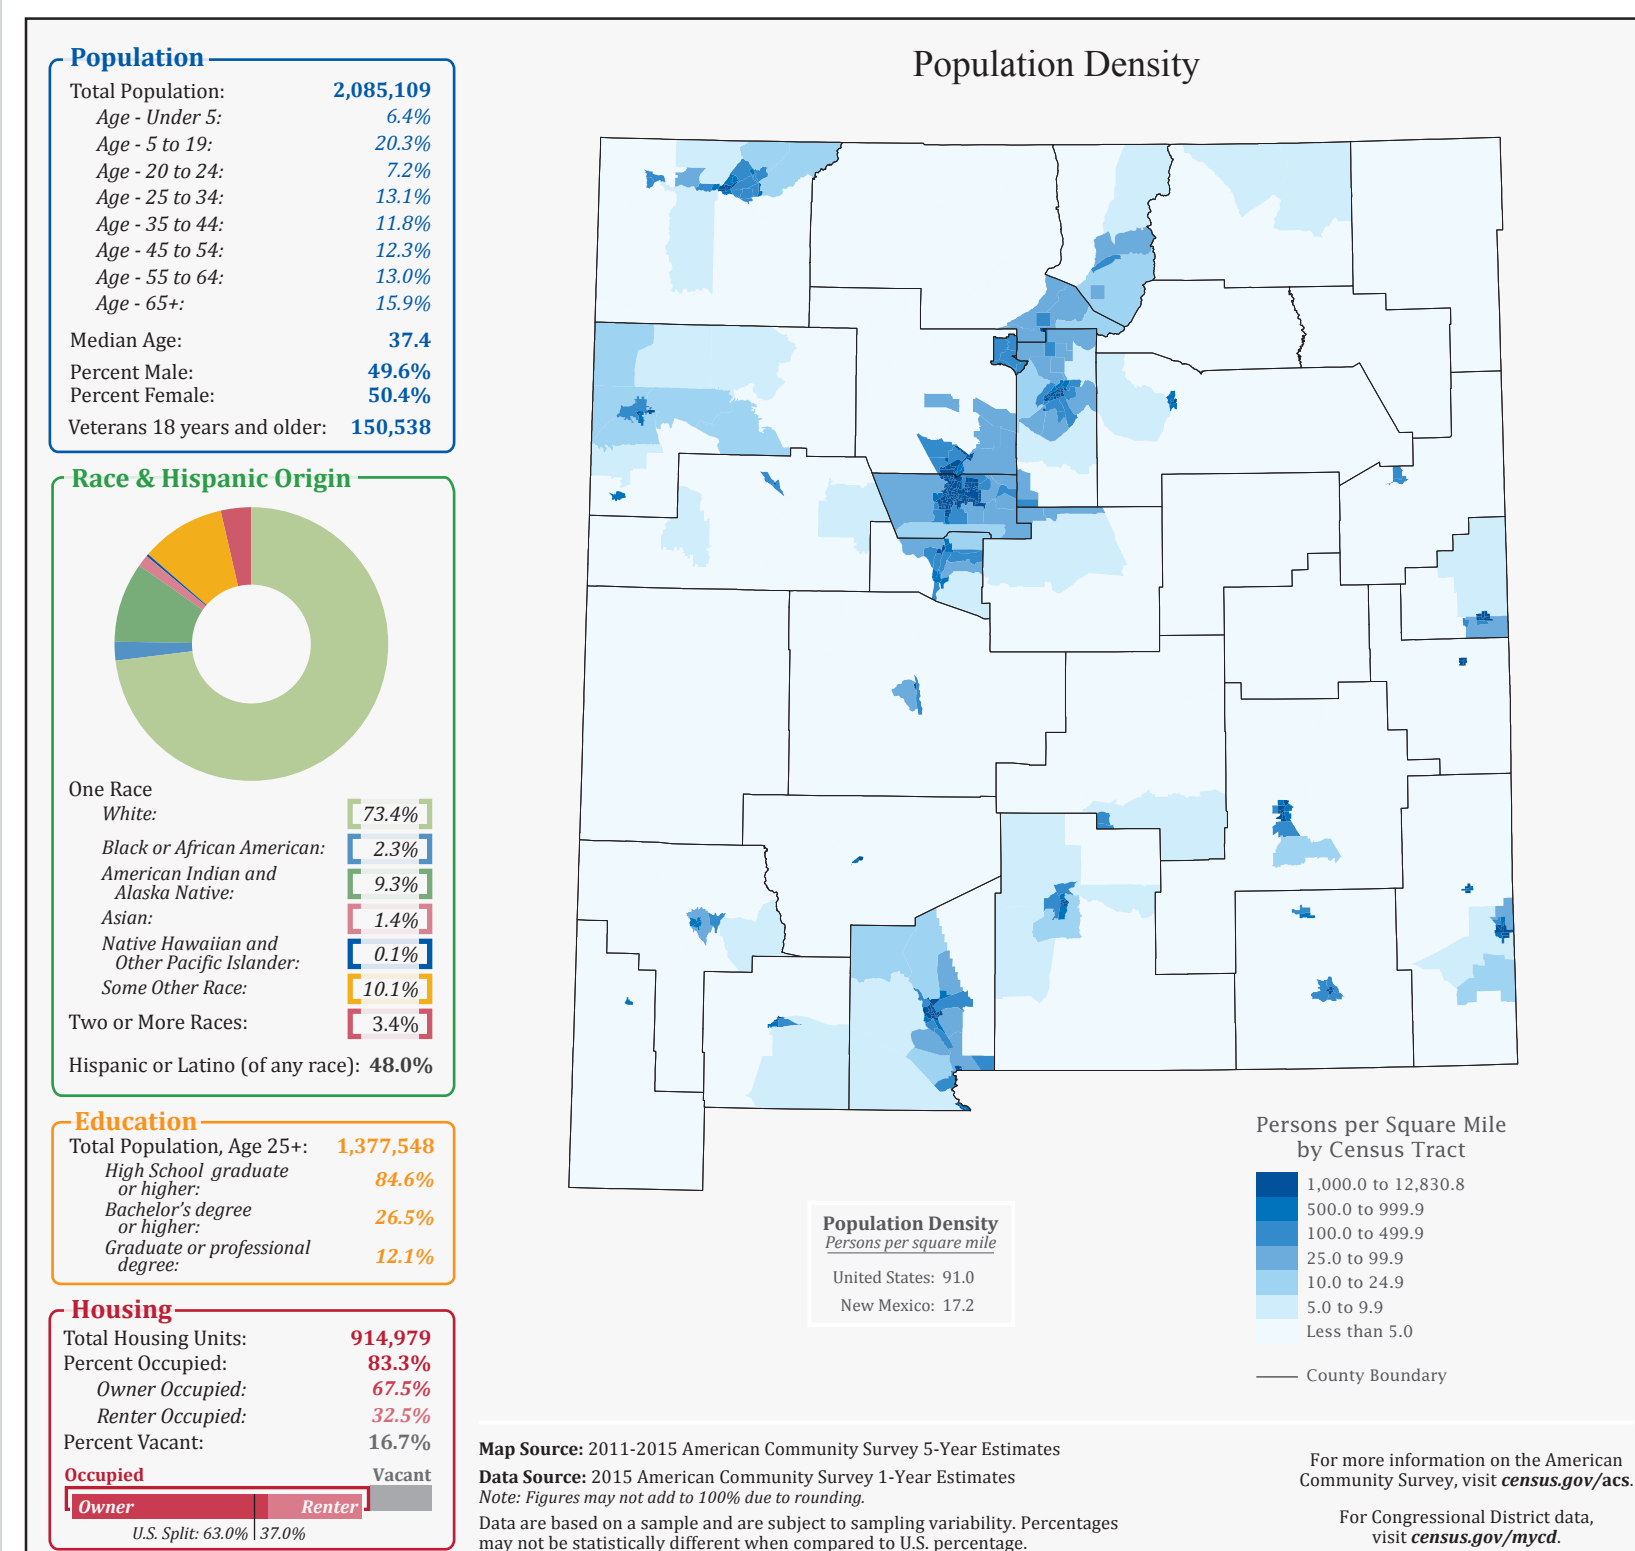 Population
Total Population: 2,085,109
Age - Under 5: 6.4%
Age - 5 to 19: 20.3%
Age - 20 to 24: 7.2%
Age - 25 to 34: 13.1%
Age - 35 to 44: 11.8%
Age - 45 to 54: 12.3%
Age - 55 to 64: 13.0%
Age - 65+: 15.9%
Median Age: 37.4
Percent Male: 49.6%
Percent Female: 50.4%
Veterans 18 years and older: 150,538
Race & Hispanic Origin
One Race
White: 73.4%
Black or African American: 2.3%
American Indian and
Alaska Native: 9.3%
Asian: 1.4%
Native Hawaiian and
Other Pacific Islander: 0.1%
Some Other Race: 10.1%
Two or More Races: 3.4%
Hispanic or Latino (of any race): 48.0%
Education
Total Population, Age 25+: 1,377,548
High School graduate
or higher: 84.6%
Bachelor's degree
or higher: 26.5%
Graduate or professional
degree: 12.1%
Housing
Total Housing Units: 914,979
Percent Occupied: 83.3%
Owner Occupied: 67.5%
Renter Occupied: 32.5%
Percent Vacant: 16.7%
Occupied Vacant
Owner Renter
U.S. Split: 63.0% 37.0%
Population Density
Population Density
Persons per square mile
United States: 91.0
New Mexico: 17.2
Persons per Square Mile
by Census Tract
1,000.0 to 12,830.8
500.0 to 999.9
100.0 to 499.9
25.0 to 99.9
10.0 to 24.9
5.0 to 9.9
Less than 5.0
County Boundary
Map Source: 2011-2015 American Community Survey 5-Year Estimates
Data Source: 2015 American Community Survey 1-Year Estimates
Note: Figures may not add to 100% due to rounding.
Data are based on a sample and are subject to sampling variability. Percentages
may not be statistically different when compared to U.S. percentage.
For more information on the American
Community Survey, visit census.gov/acs.
For Congressional District data,
visit census.gov/mycd.